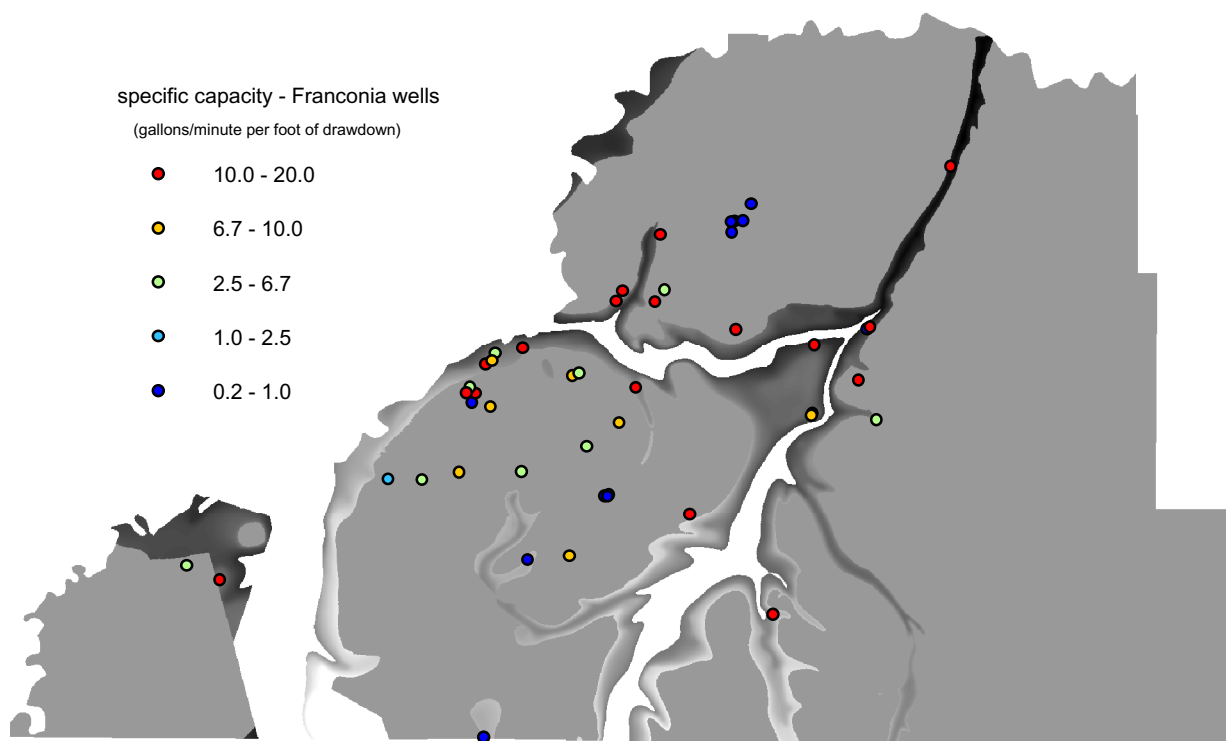 specific capacity - Franconia wells
(gallons/minute per foot of drawdown)
10.0 - 20.0
6.7 - 10.0
2.5 - 6.7
1.0 - 2.5
0.2 - 1.0